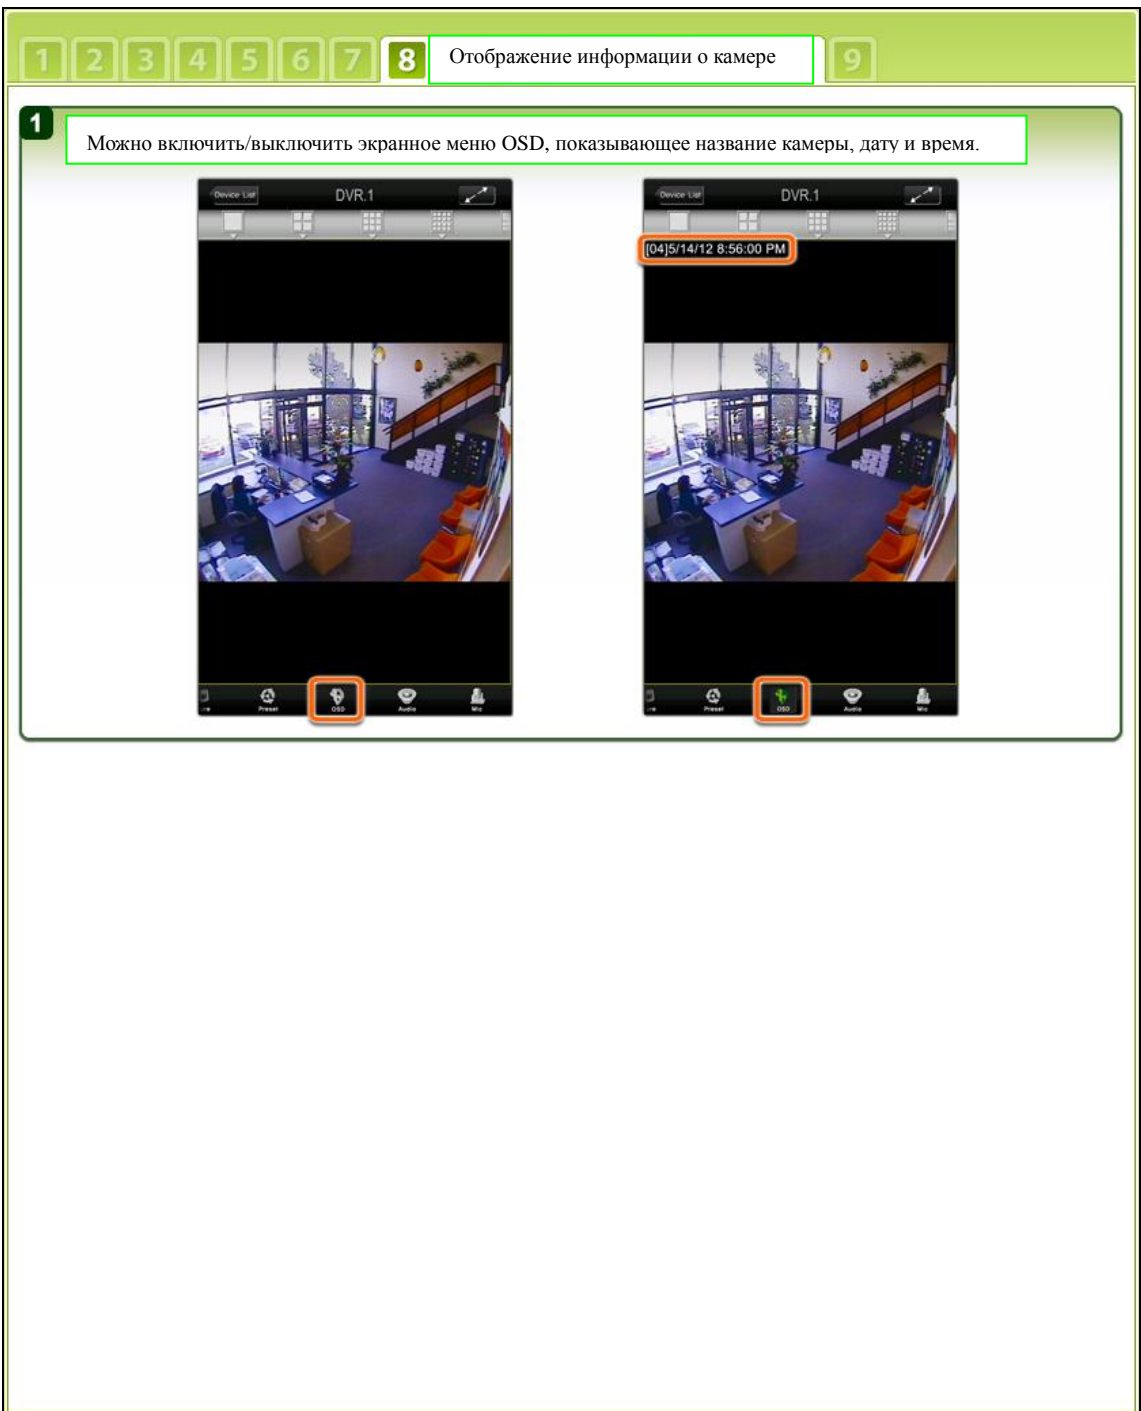 1 2 3 4 5 6 7 8 Отображение информации о камере 9
1
Можно включить/выключить экранное меню OSD, показывающее название камеры, дату и время.
Device List DVR.1
Preset OSD Audio Mic
Device List DVR.1
[04]5/14/12 8:56:00 PM
Preset OSD Audio Mic